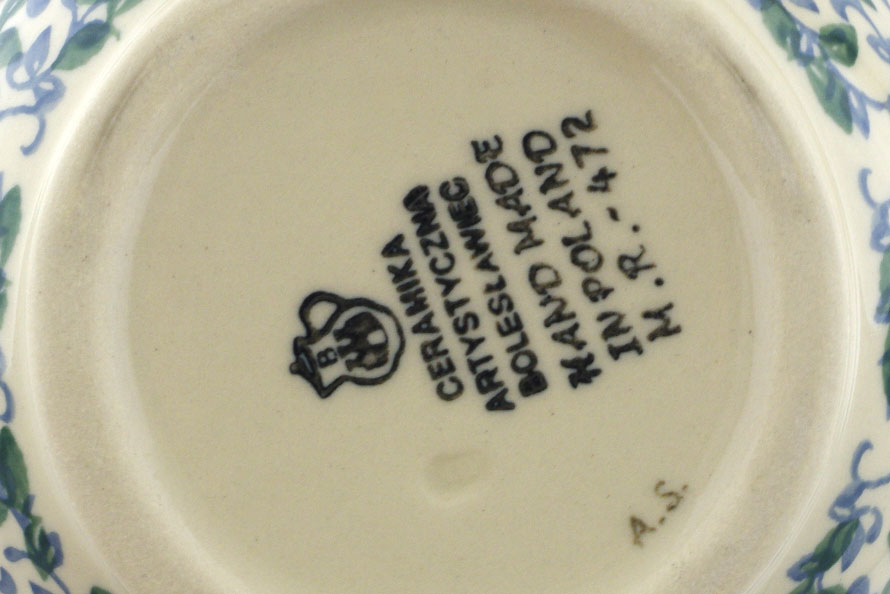 B
CERAMIKA
ARTYSTYCZNA
BOLESŁAWIEC
HAND MADE
IN POLAND
M.R.-472
A.S.